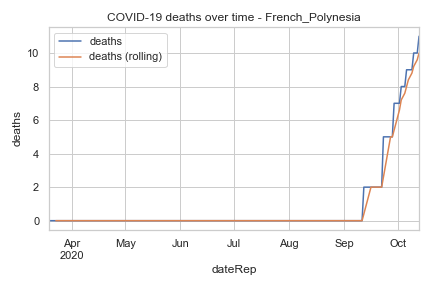 COVID-19 deaths over time - French_Polynesia
deaths
deaths (rolling)
deaths
10
8
6
4
2
0
Apr May Jun Jul Aug Sep Oct
2020
dateRep